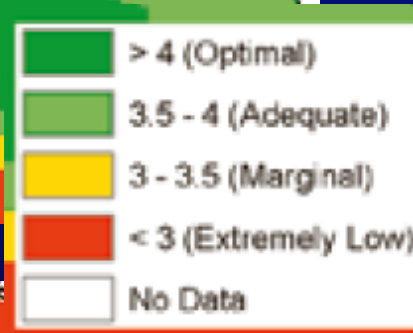 > 4 (Optimal)
3.5 - 4 (Adequate)
3 - 3.5 (Marginal)
< 3 (Extremely Low)
No Data